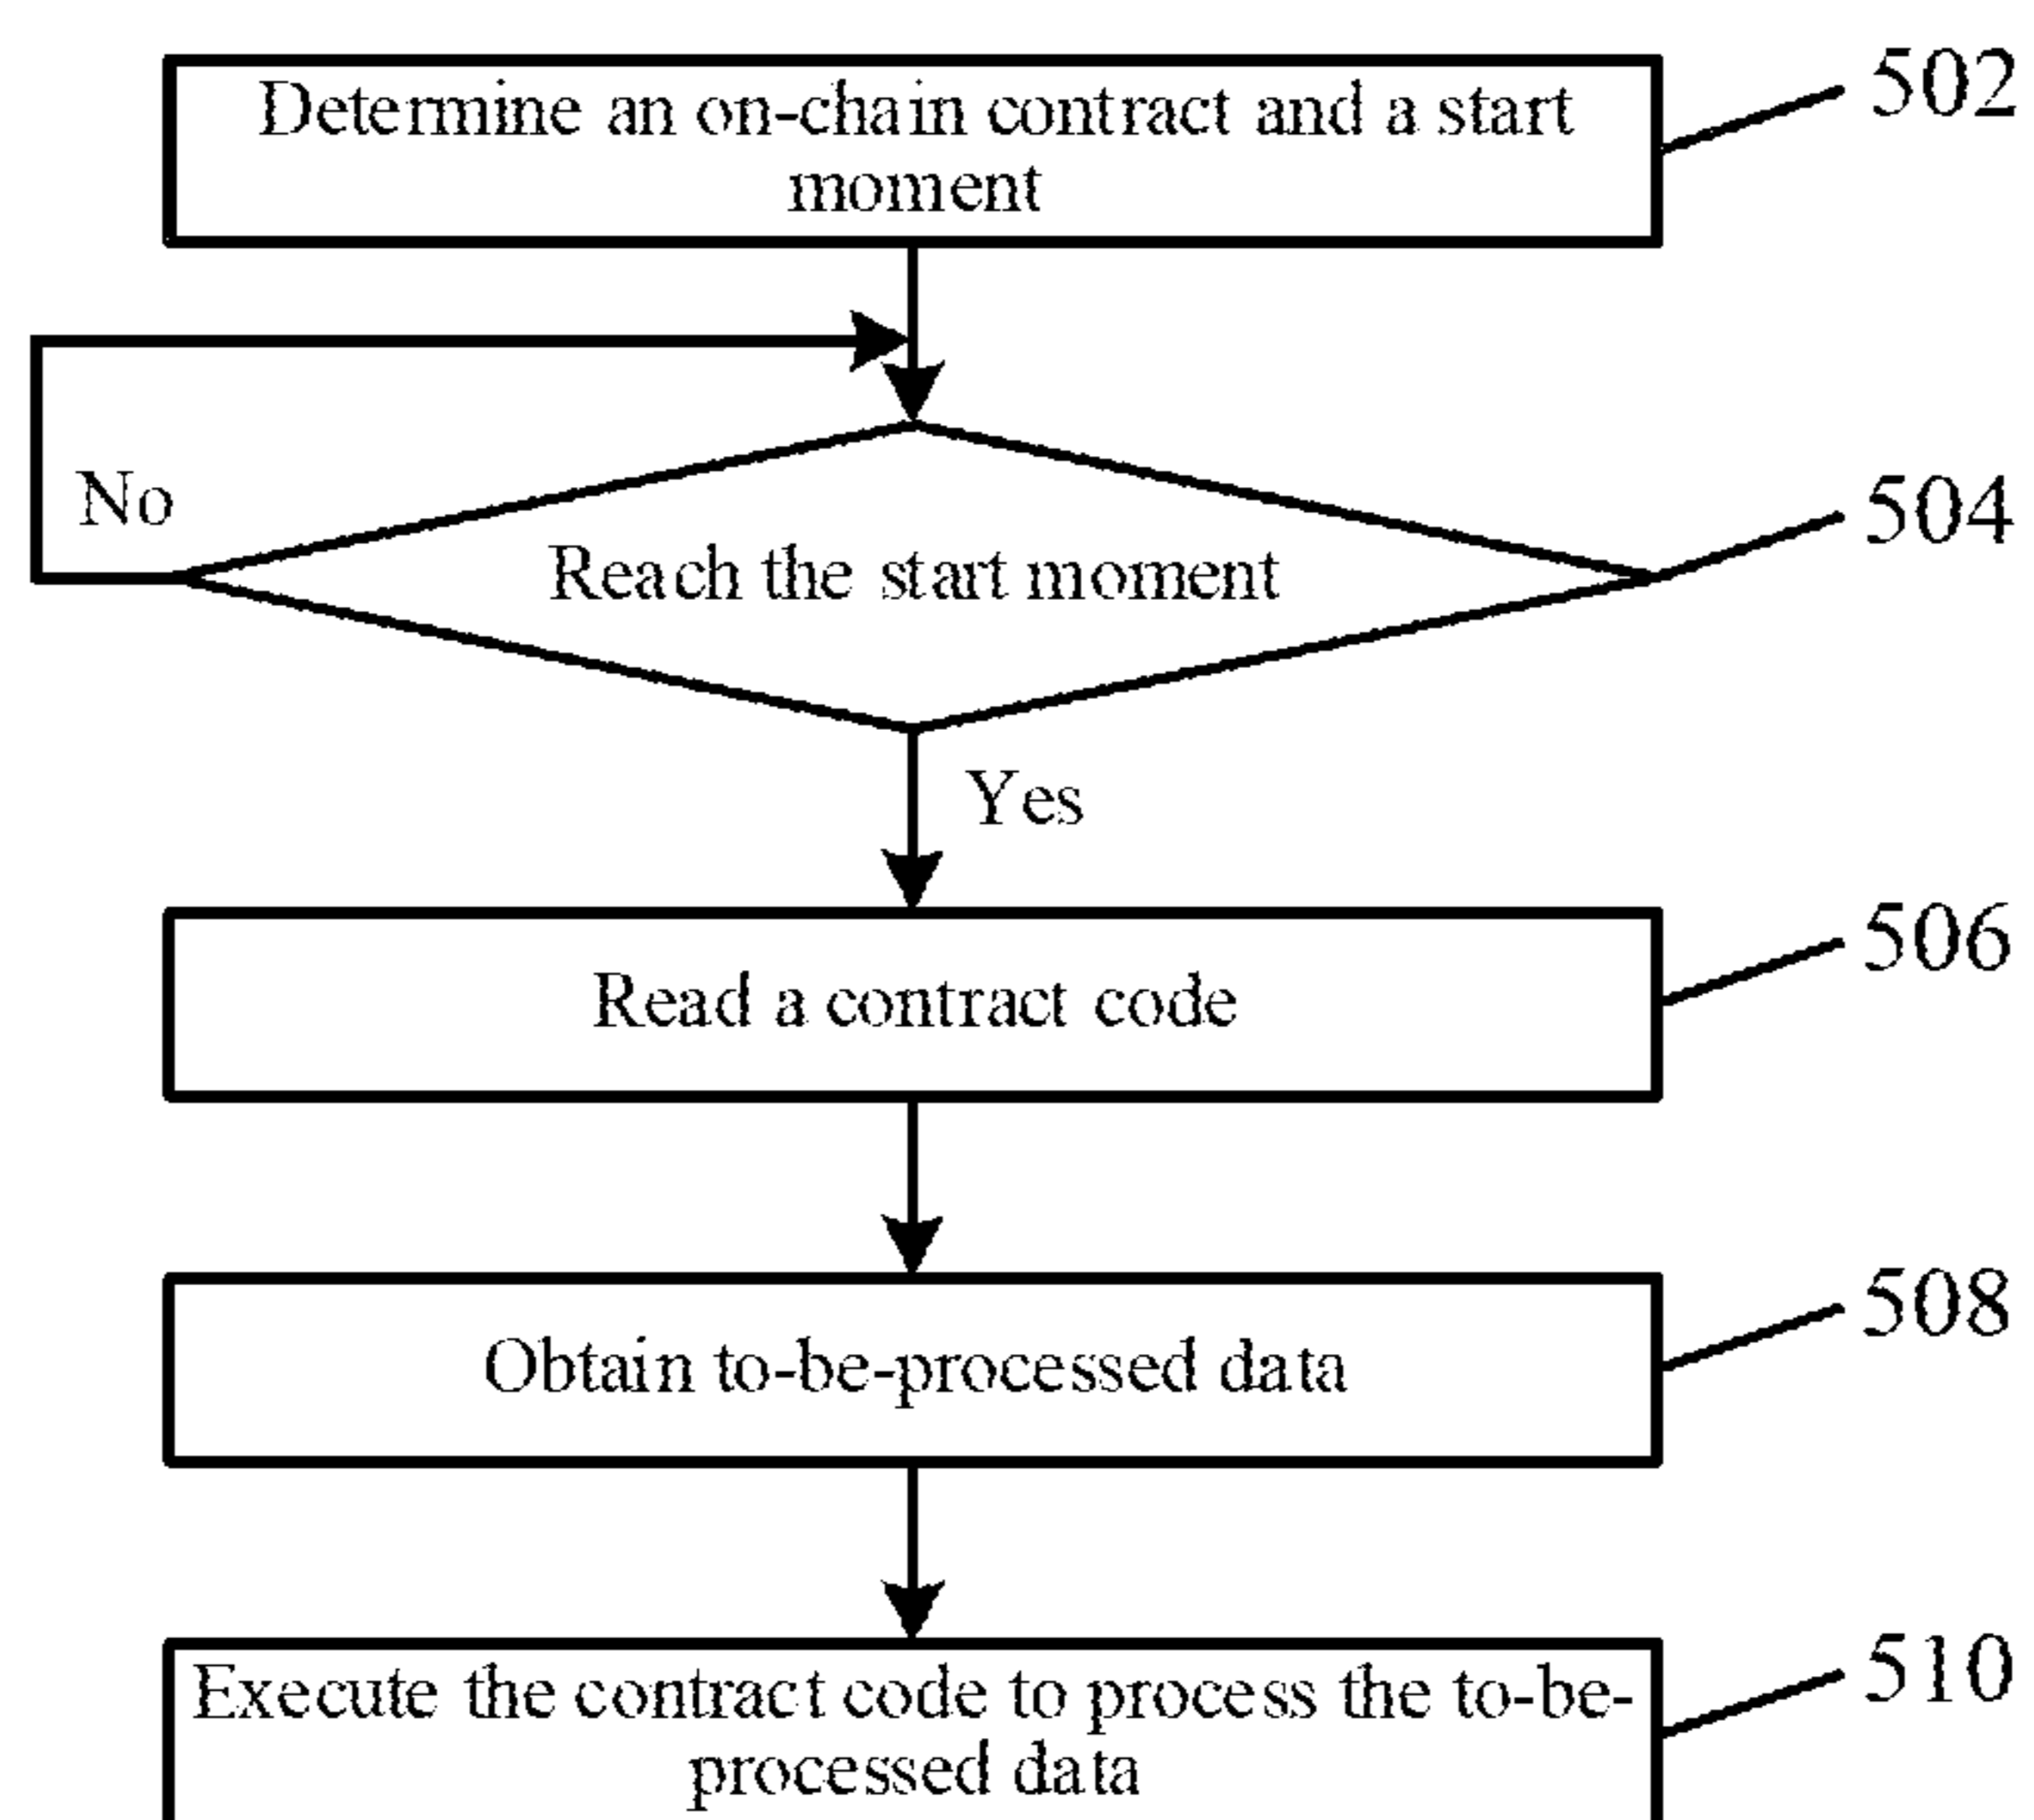 Determine an on-chain contract and a start
moment
502
No
Reach the start moment
504
Yes
Read a contract code
506
Obtain to-be-processed data
508
Execute the contract code to process the to-be-
processed data
510